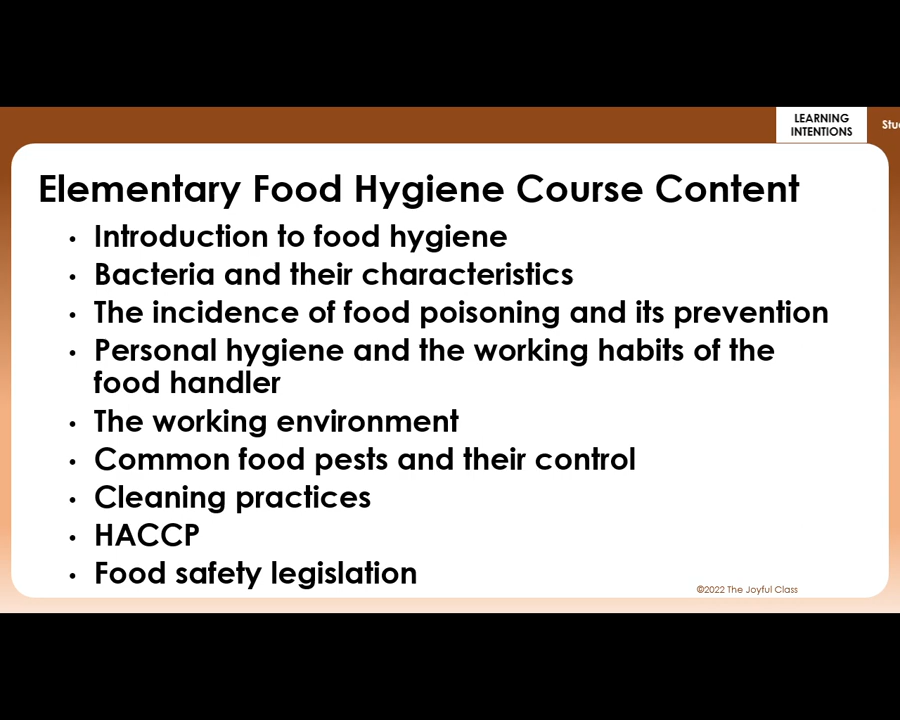 LEARNING
INTENTIONS
Elementary Food Hygiene Course Content
• Introduction to food hygiene
• Bacteria and their characteristics
• The incidence of food poisoning and its prevention
• Personal hygiene and the working habits of the
food handler
• The working environment
• Common food pests and their control
• Cleaning practices
• HACCP
• Food safety legislation
©2022 The Joyful Class